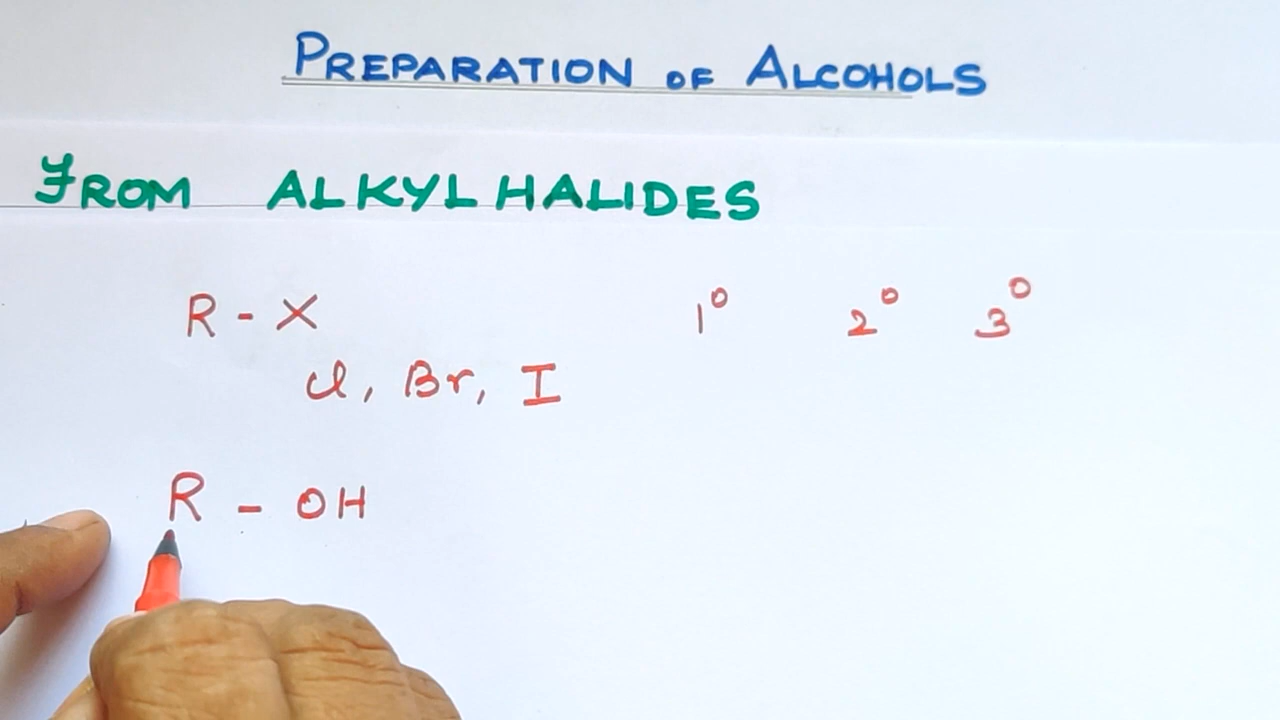 PREPARATION OF ALCOHOLS
FROM ALKYL HALIDES
R - X 1° 2° 3°
Cl, Br, I
R - OH